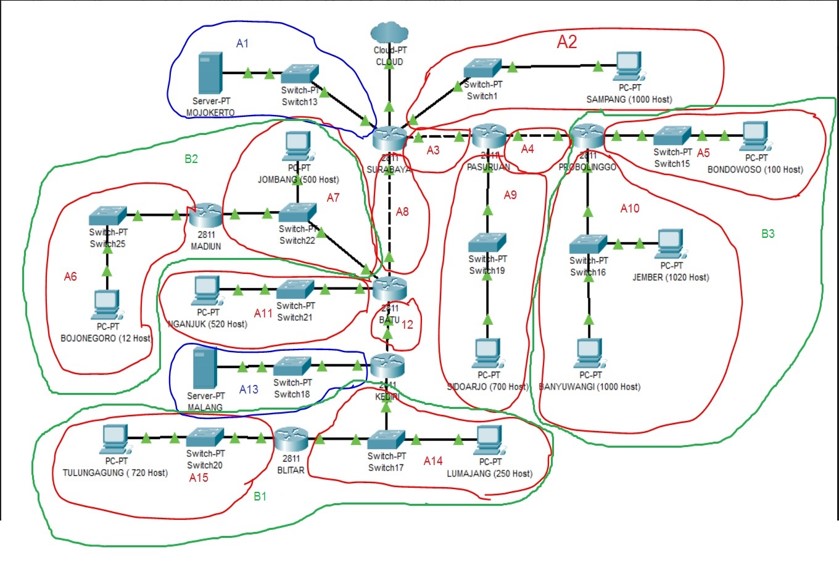 A1
Server-PT
MOJOKERTO
Switch-PT
Switch13
Cloud-PT
CLOUD
A2
Switch-PT
Switch1
PC-PT
SAMPANG (1000 Host)
2811
SURABAYA
A3
2811
PASURUAN
A4
2811
PROBOLINGGO
Switch-PT
Switch15
A5
PC-PT
BONDOWOSO (100 Host)
B2
PC-PT
JOMBANG (500 Host)
A7
Switch-PT
Switch22
2811
MADIUN
Switch-PT
Switch25
A6
PC-PT
BOJONEGORO (12 Host)
A8
A9
Switch-PT
Switch19
PC-PT
SIDOARJO (700 Host)
A10
Switch-PT
Switch16
PC-PT
JEMBER (1020 Host)
PC-PT
BANYUWANGI (1000 Host)
B3
PC-PT
NGANJUK (520 Host)
A11
Switch-PT
Switch21
2811
BATU
12
Server-PT
MALANG
A13
Switch-PT
Switch18
2811
KEDIRI
PC-PT
TULUNGAGUNG ( 720 Host)
Switch-PT
Switch20
A15
2811
BLITAR
B1
Switch-PT
Switch17
A14
PC-PT
LUMAJANG (250 Host)